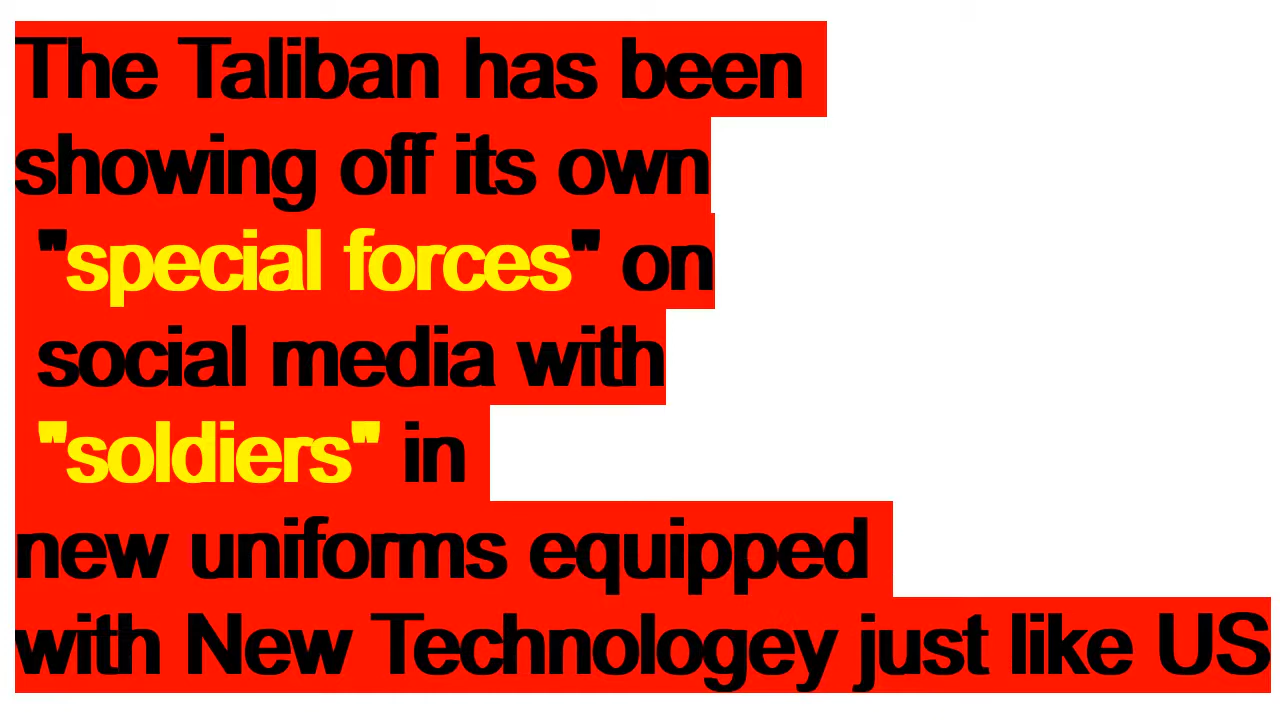 The Taliban has been
showing off its own
"special forces" on
social media with
"soldiers" in
new uniforms equipped
with New Technologey just like US